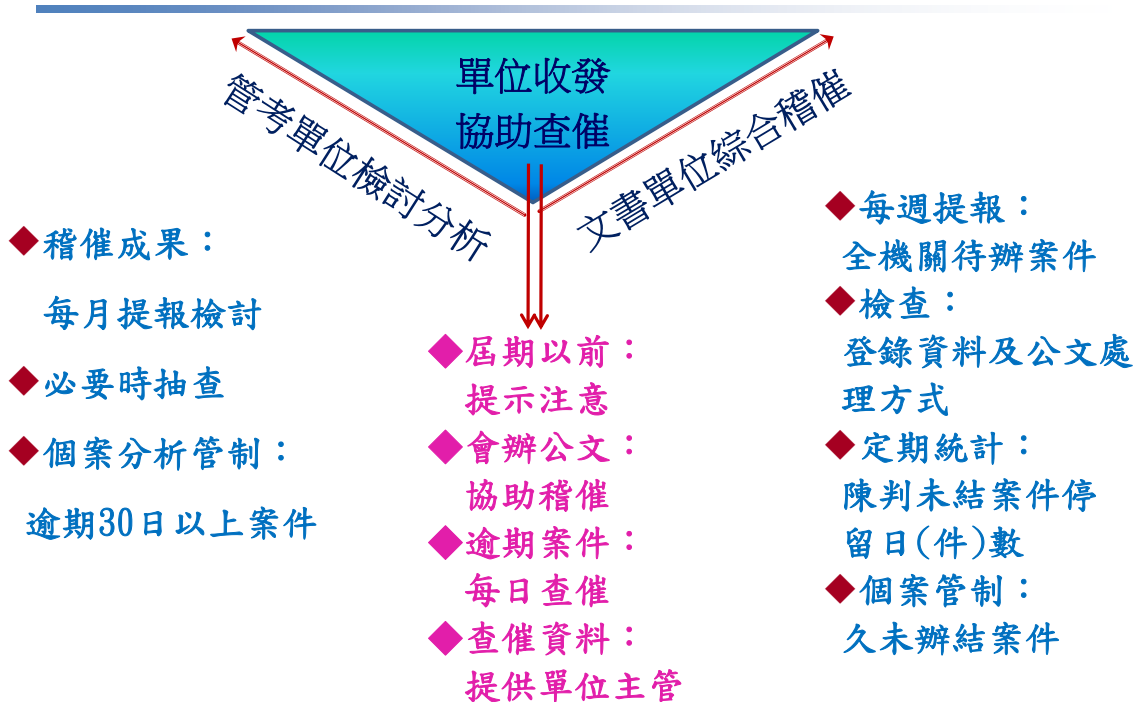 單位收發
協助查催
管考單位檢討分析
文書單位綜合稽催
◆稽催成果：
每月提報檢討
◆必要時抽查
◆個案分析管制：
逾期30日以上案件
◆屆期以前：
提示注意
◆會辦公文：
協助稽催
◆逾期案件：
每日查催
◆查催資料：
提供單位主管
◆每週提報：
全機關待辦案件
◆檢查：
登錄資料及公文處
理方式
◆定期統計：
陳判未結案件停
留日(件)數
◆個案管制：
久未辦結案件